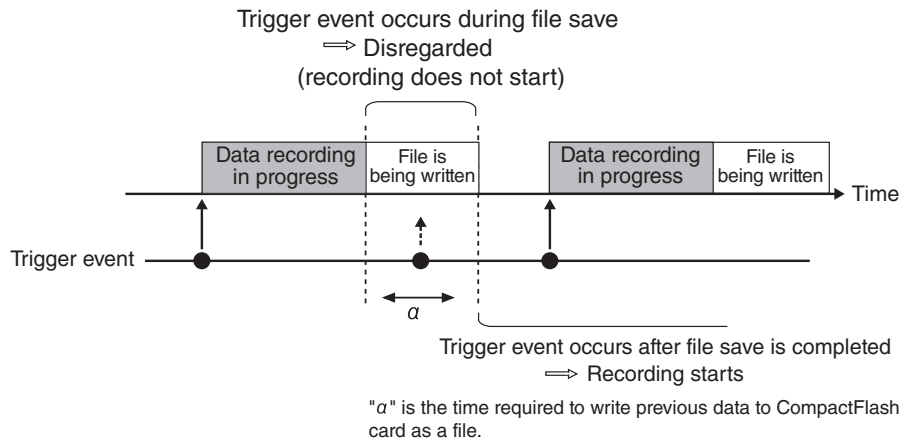 Trigger event occurs during file save
⇒ Disregarded
(recording does not start)
Data recording
in progress
File is
being written
Data recording
in progress
File is
being written
Time
Trigger event
α
Trigger event occurs after file save is completed
⇒ Recording starts
"α" is the time required to write previous data to CompactFlash
card as a file.